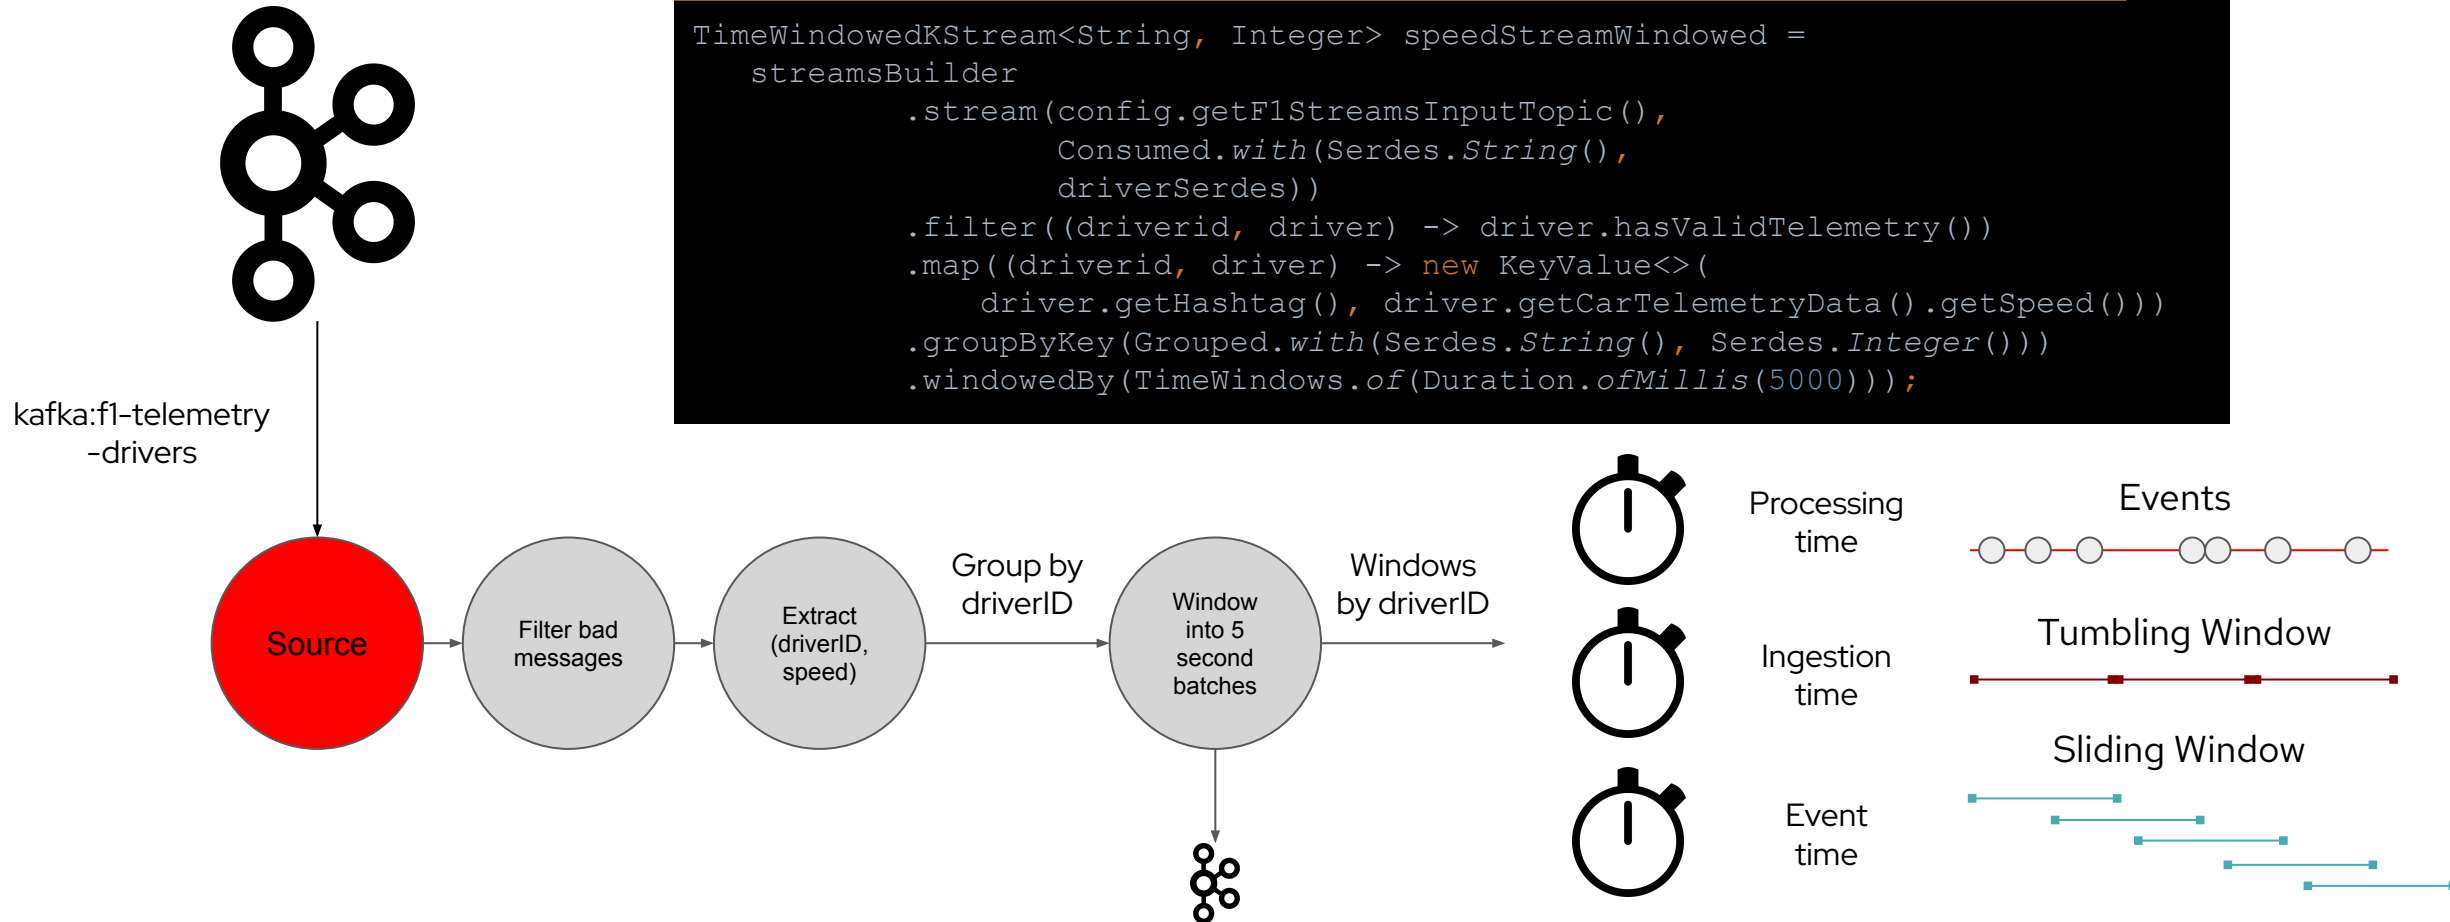 TimeWindowedKStream<String, Integer> speedStreamWindowed =
streamsBuilder
.stream(config.getF1StreamsInputTopic(),
Consumed.with(Serdes.String(),
driverSerdes))
.filter((driverid, driver) -> driver.hasValidTelemetry())
.map((driverid, driver) -> new KeyValue<>(
driver.getHashtag(), driver.getCarTelemetryData().getSpeed()))
.groupByKey(Grouped.with(Serdes.String(), Serdes.Integer()))
.windowedBy(TimeWindows.of(Duration.ofMillis(5000)));
kafka:f1-telemetry
-drivers
Source
Filter bad
messages
Extract
(driverID,
speed)
Group by
driverID
Window
into 5
second
batches
Windows
by driverID
Processing
time
Ingestion
time
Event
time
Events
Tumbling Window
Sliding Window